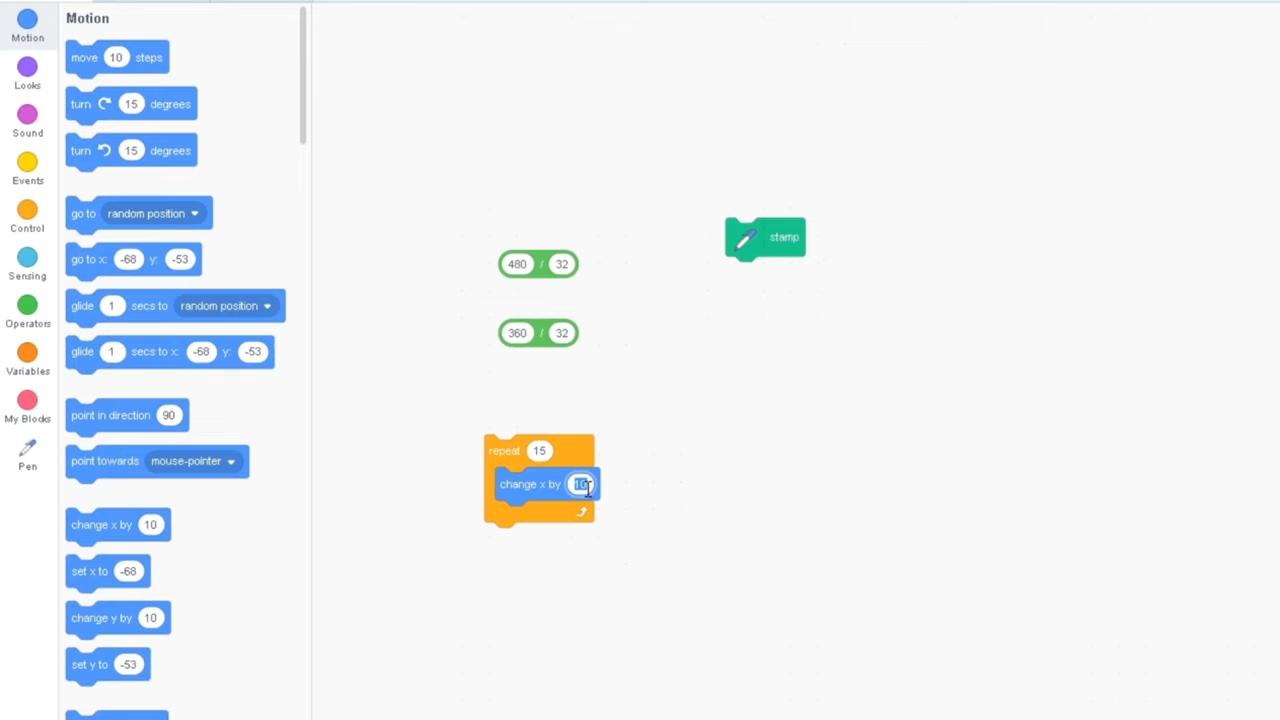 Motion
Looks
Sound
Events
Control
Sensing
Operators
Variables
My Blocks
Pen
Motion
move 10 steps
turn 15 degrees
turn 15 degrees
go to random position
go to x: -68 y: -53
glide 1 secs to random position
glide 1 secs to x: -68 y: -53
point in direction 90
point towards mouse-pointer
change x by 10
set x to -68
change y by 10
set y to -53
480 / 32
360 / 32
stamp
repeat 15
change x by 10